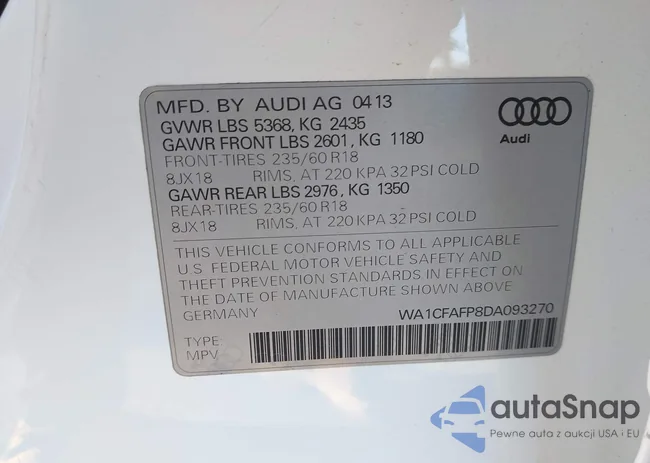 MFD. BY AUDI AG 04 13
GVWR LBS 5368, KG 2435
GAWR FRONT LBS 2601, KG 1180
FRONT-TIRES 235/60 R18
8JX18 RIMS, AT 220 KPA 32 PSI COLD
GAWR REAR LBS 2976, KG 1350
REAR-TIRES 235/60 R18
8JX18 RIMS, AT 220 KPA 32 PSI COLD
Audi
THIS VEHICLE CONFORMS TO ALL APPLICABLE
U.S. FEDERAL MOTOR VEHICLE SAFETY AND
THEFT PREVENTION STANDARDS IN EFFECT ON
THE DATE OF MANUFACTURE SHOWN ABOVE.
GERMANY WA1CFAFP8DA093270
TYPE:
MPV
autaSnap
Pewne auta z aukcji USA i EU